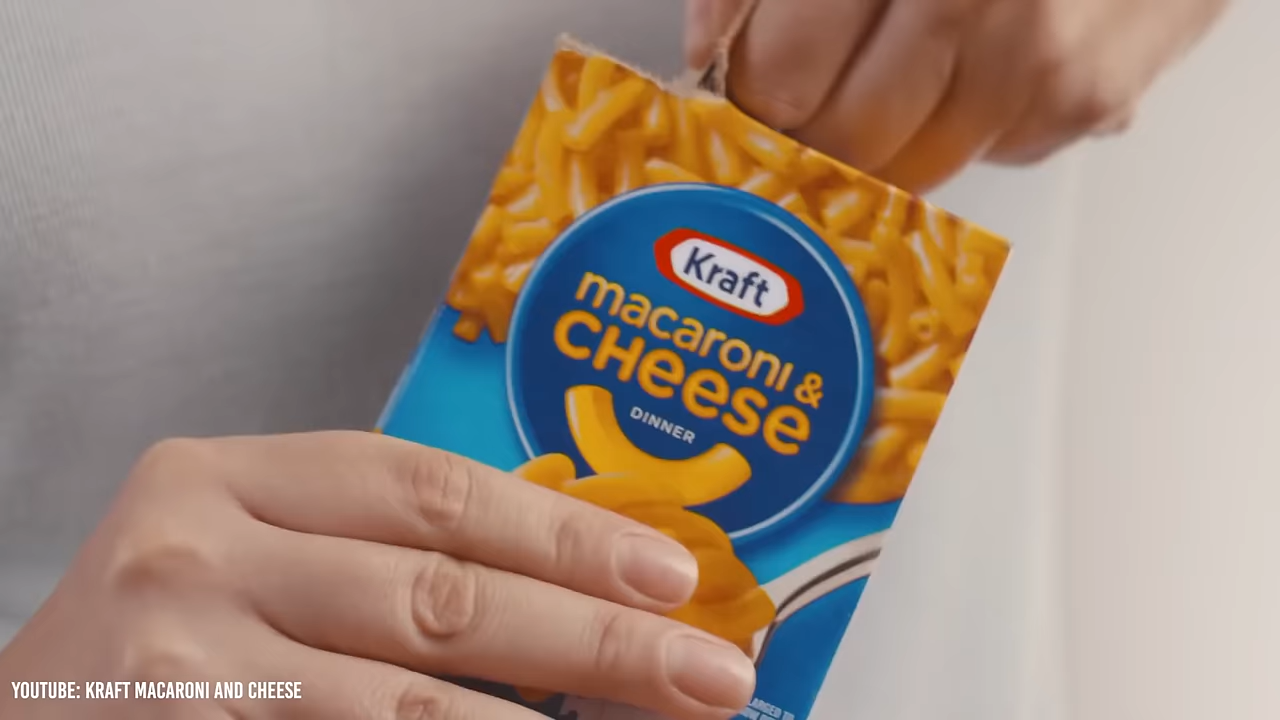 Kraft
macaroni &
CHeese
DINNER
YOUTUBE: KRAFT MACARONI AND CHEESE